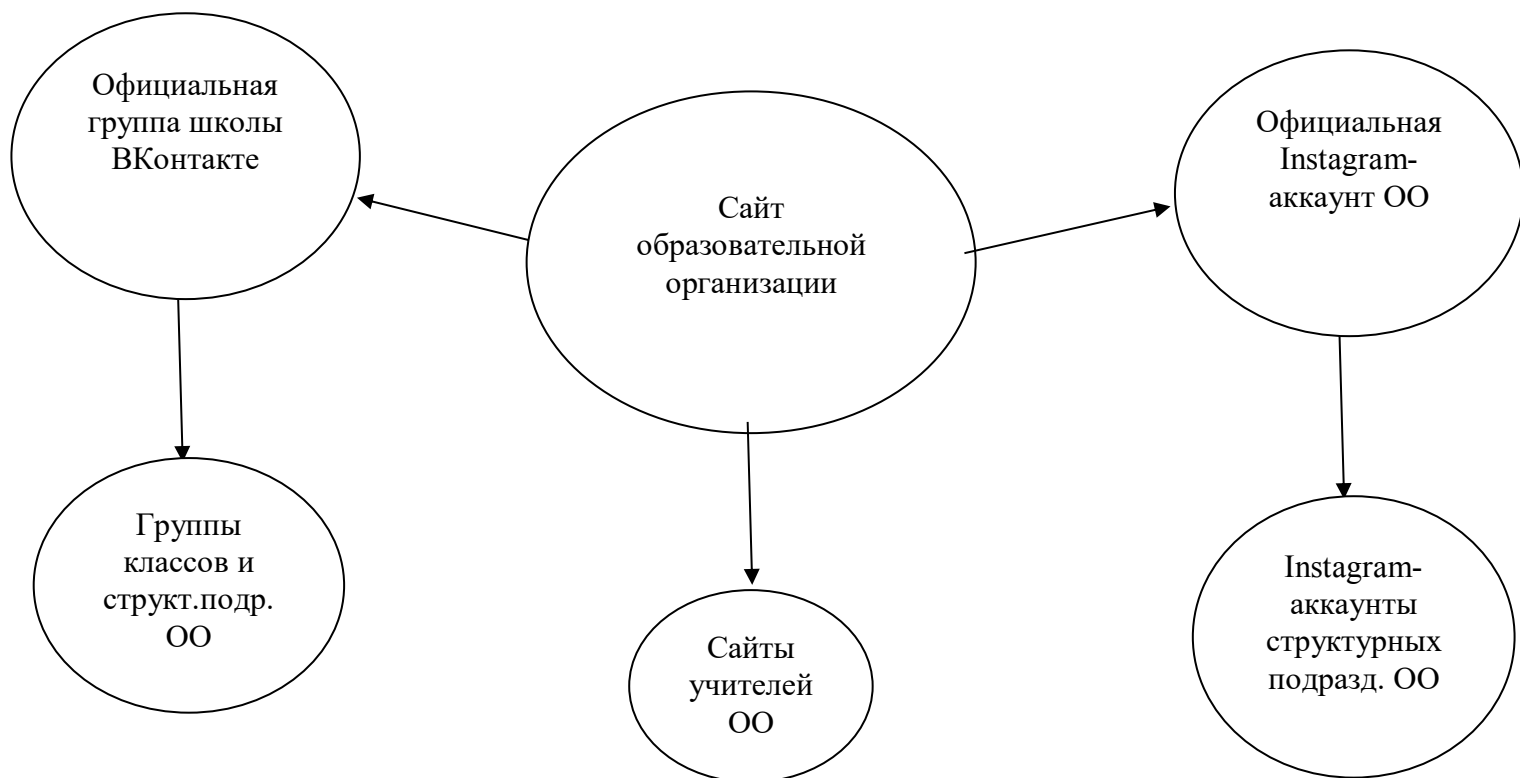 Официальная
группа школы
ВКонтакте
Сайт
образовательной
организации
Официальная
Instagram-
аккаунт ОО
Группы
классов и
структ.подр.
ОО
Сайты
учителей
ОО
Instagram-
аккаунты
структурных
подразд. ОО